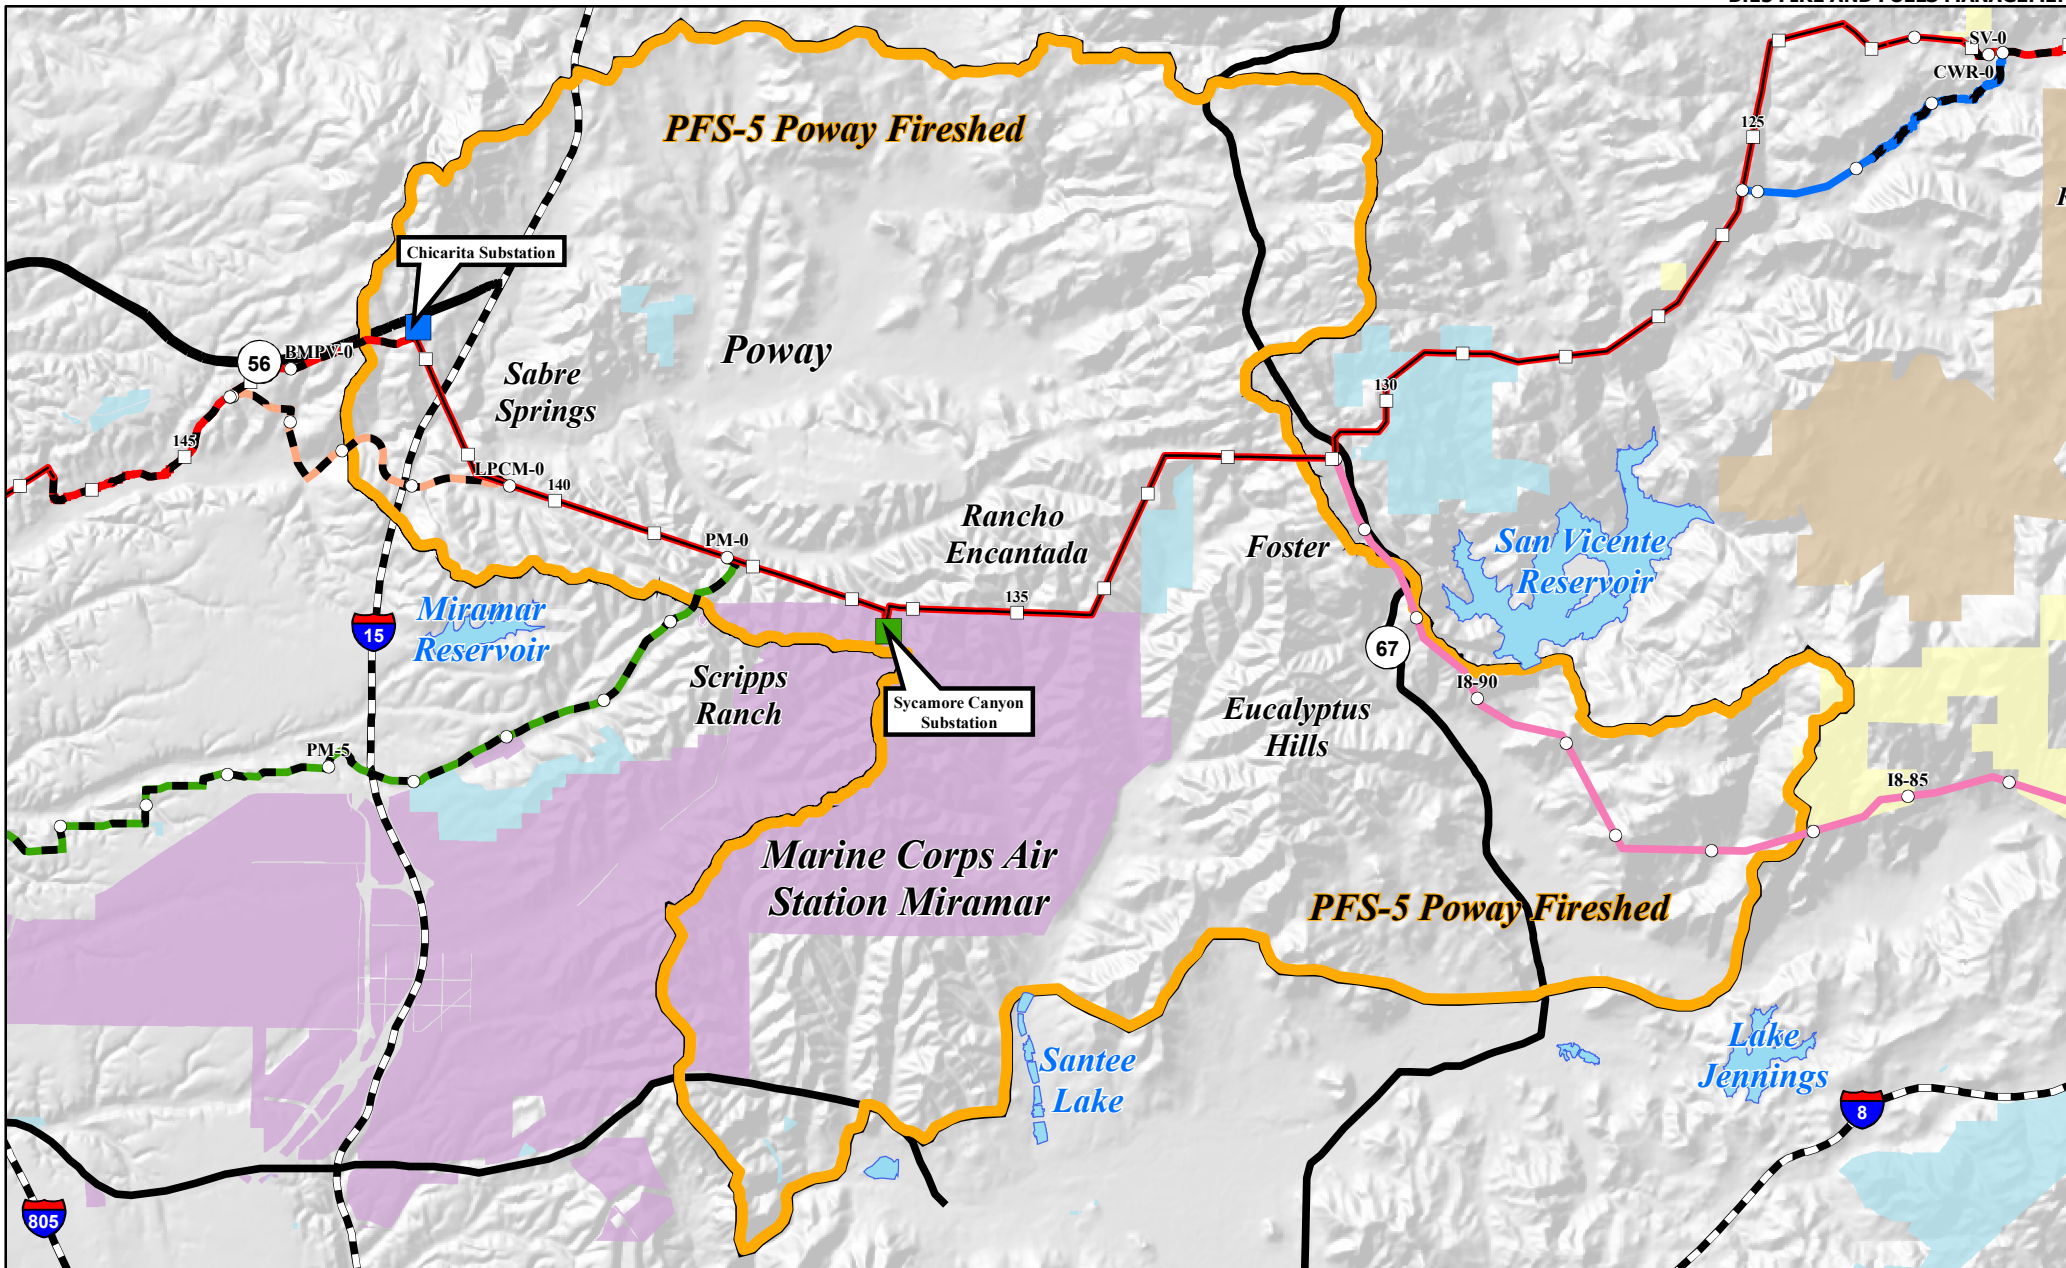 SV-0
CWR-0
PFS-5 Poway Fireshed
125
Chicarita Substation
BMPV-0
56
Poway
Sabre
Springs
130
145
LPCM-0
140
Rancho
Encantada
PM-0
Foster
San Vicente
Reservoir
135
Miramar
Reservoir
15
67
Scripps
Ranch
Sycamore Canyon
Substation
I8-90
Eucalyptus
Hills
PM-5
I8-85
Marine Corps Air
Station Miramar
PFS-5 Poway Fireshed
Santee
Lake
Lake
Jennings
8
805